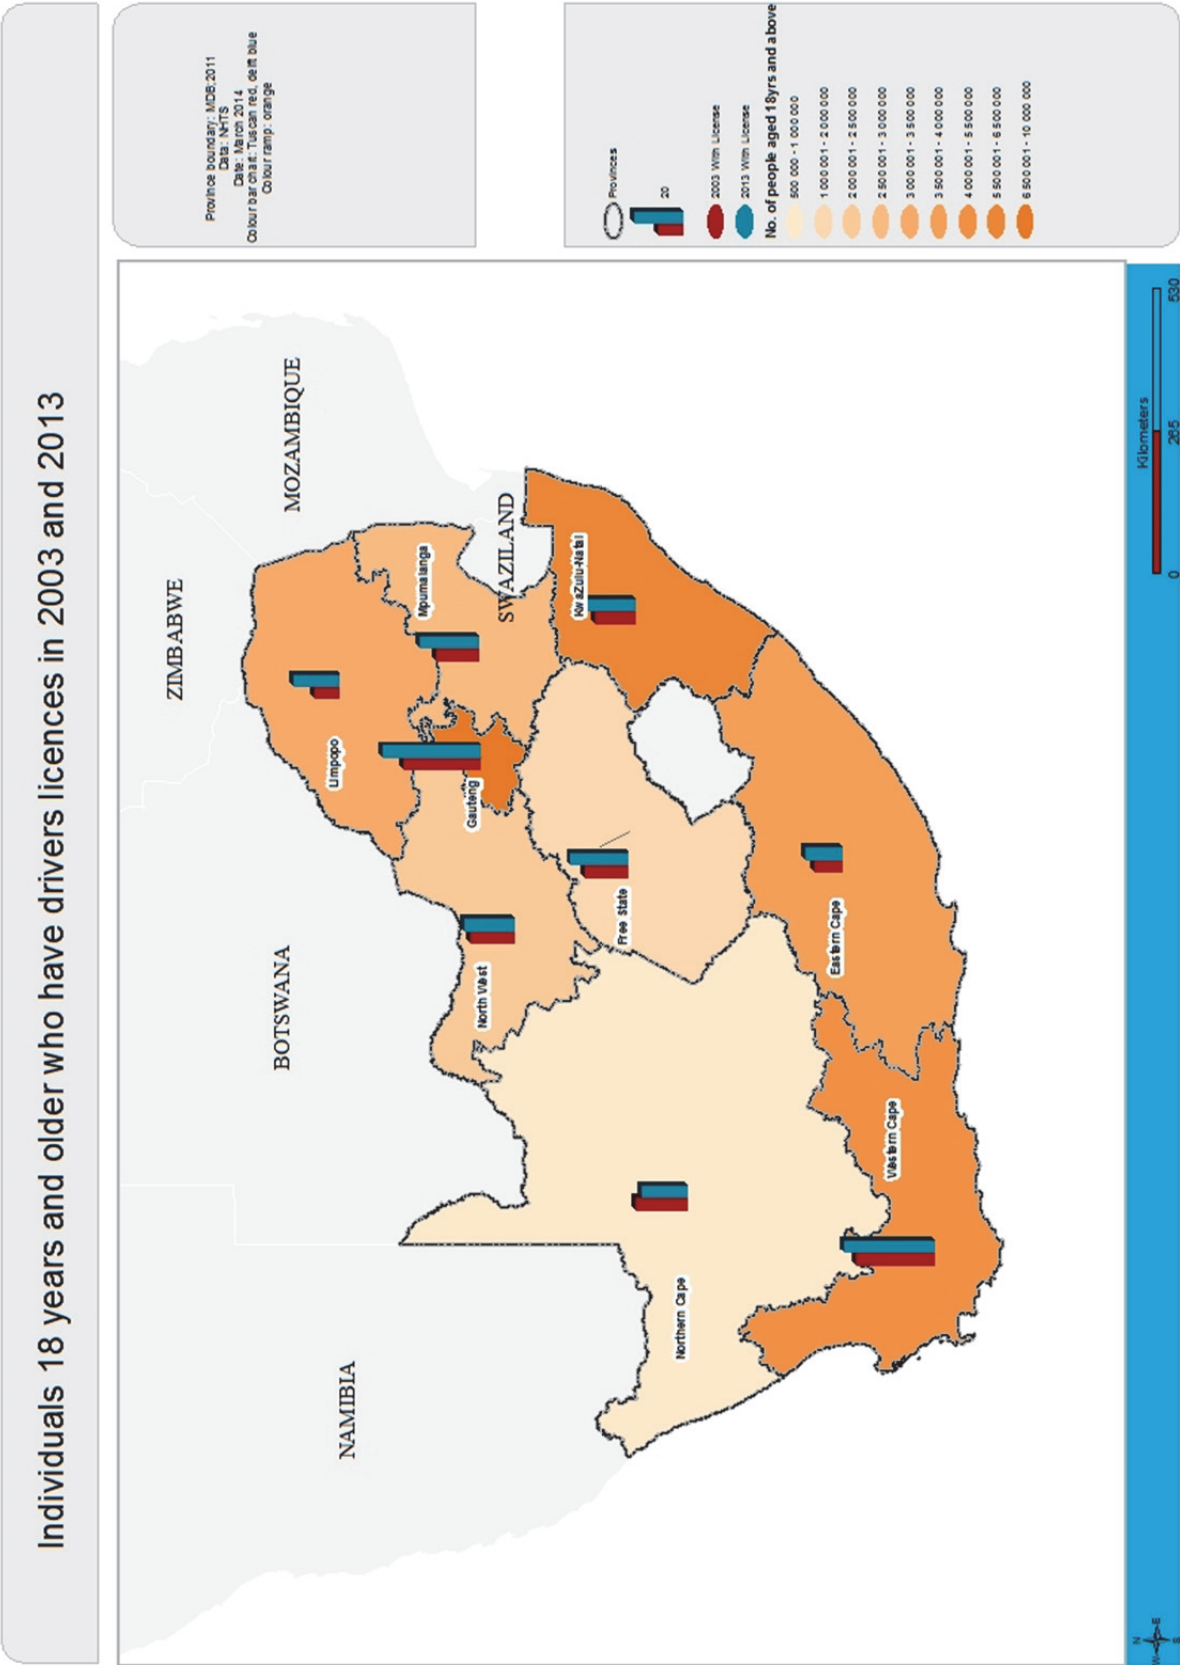 Individuals 18 years and older who have drivers licences in 2003 and 2013
Province boundary: MDB;2011
Data: NHTS
Date: March 2014
Colour bar chart: Tuscan red, delft blue
Colour ramp: orange
ZIMBABWE
MOZAMBIQUE
BOTSWANA
NAMIBIA
SWAZILAND
Limpopo
Mpumalanga
Gauteng
North West
KwaZulu-Natal
Free State
Northern Cape
Eastern Cape
Western Cape
Provinces
20
2003 With License
2013 With License
No. of people aged 18yrs and above
500 000 - 1 000 000
1 000 001 - 2 000 000
2 000 001 - 2 500 000
2 500 001 - 3 000 000
3 000 001 - 3 500 000
3 500 001 - 4 000 000
4 000 001 - 5 500 000
5 500 001 - 6 500 000
6 500 001 - 10 000 000
N
W
E
S
Kilometers
0
265
530